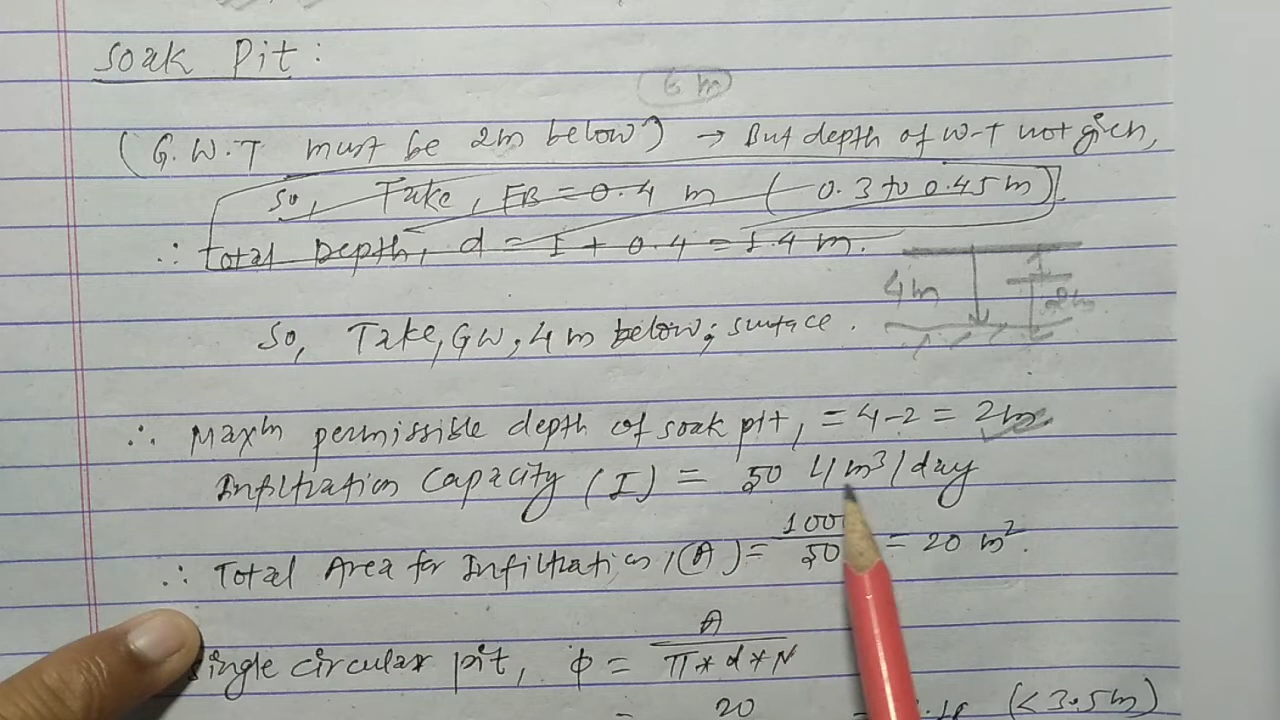 Soak Pit :
6 m
(G.W.T must be 2m below) → But depth of W.T not given,
So, Take, FB = 0.4 m (0.3 to 0.45m)
∴ Total Depth, d = 1 + 0.4 = 1.4 m.
4m
2m
So, Take, GW, 4 m below; surface.
∴ Maxm permissible depth of soak pit, = 4-2 = 2m
Infiltration Capacity (I) = 50 l/m³/day
∴ Total Area for Infiltration, (A) = 100 / 50 = 20 m².
single circular pit, φ = A / π * d * N
= 20 (< 3.5m)